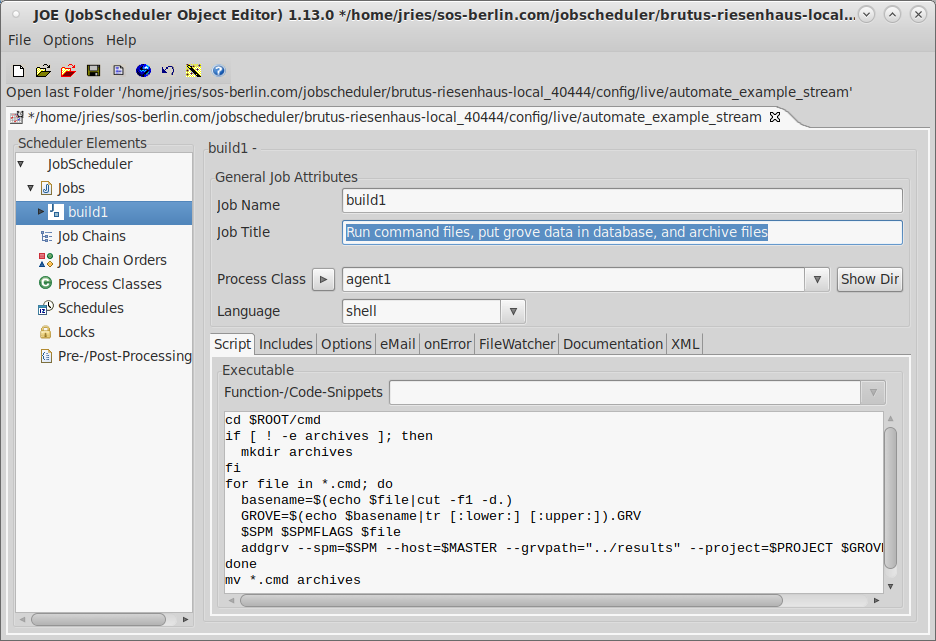 JOE (JobScheduler Object Editor) 1.13.0 */home/jries/sos-berlin.com/jobscheduler/brutus-riesenhaus-local...
File Options Help
Open last Folder '/home/jries/sos-berlin.com/jobscheduler/brutus-riesenhaus-local_40444/config/live/automate_example_stream'
*/home/jries/sos-berlin.com/jobscheduler/brutus-riesenhaus-local_40444/config/live/automate_example_stream
Scheduler Elements
JobScheduler
Jobs
build1
Job Chains
Job Chain Orders
Process Classes
Schedules
Locks
Pre-/Post-Processing
build1 -
General Job Attributes
Job Name build1
Job Title Run command files, put grove data in database, and archive files
Process Class agent1 Show Dir
Language shell
Script Includes Options eMail onError FileWatcher Documentation XML
Executable
Function-/Code-Snippets
cd $ROOT/cmd
if [ ! -e archives ]; then
  mkdir archives
fi
for file in *.cmd; do
  basename=$(echo $file|cut -f1 -d.)
  GROVE=$(echo $basename|tr [:lower:] [:upper:]).GRV
  $SPM $SPMFLAGS $file
  addgrv --spm=$SPM --host=$MASTER --grvpath="../results" --project=$PROJECT $GROV
done
mv *.cmd archives